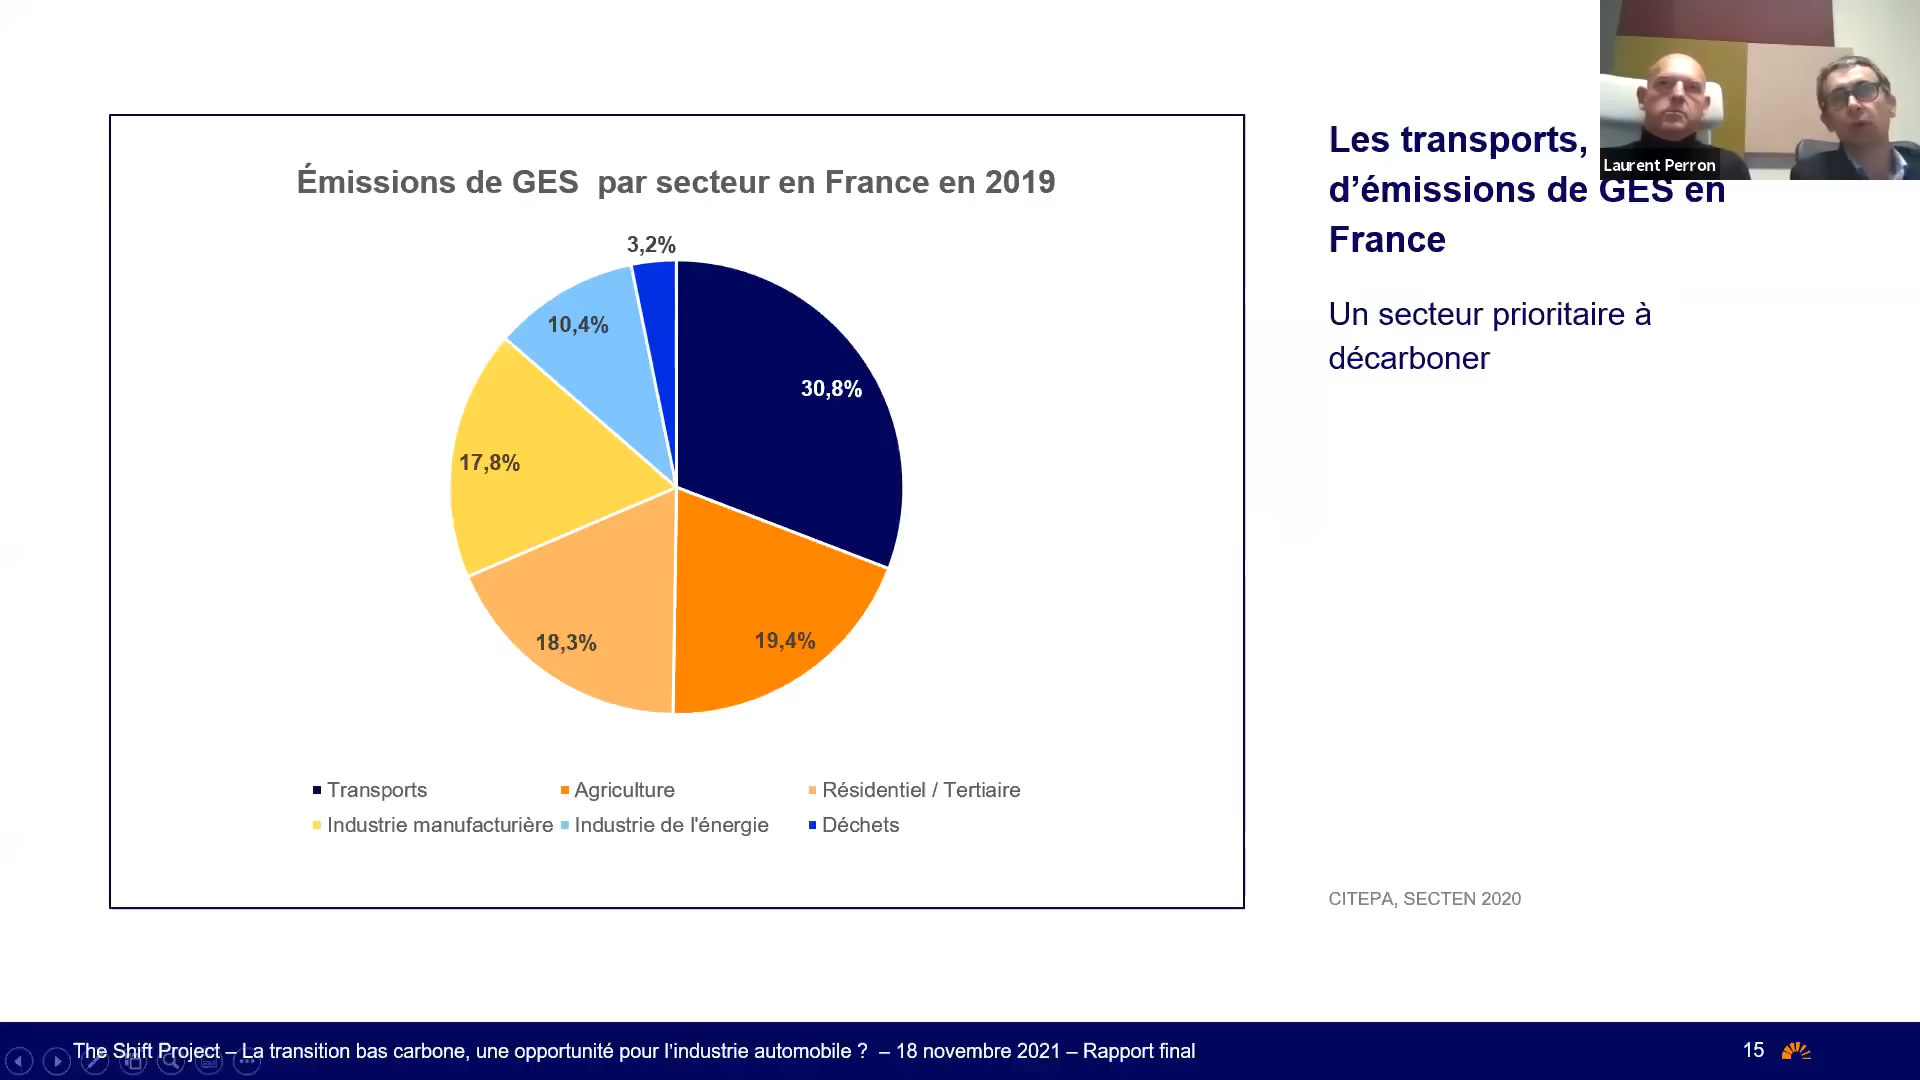 Émissions de GES par secteur en France en 2019
3,2%
10,4%
30,8%
17,8%
18,3%
19,4%
Transports
Agriculture
Résidentiel / Tertiaire
Industrie manufacturière
Industrie de l'énergie
Déchets
Les transports,
d’émissions de GES en
France
Un secteur prioritaire à
décarboner
CITEPA, SECTEN 2020
Laurent Perron
The Shift Project – La transition bas carbone, une opportunité pour l’industrie automobile ? – 18 novembre 2021 – Rapport final
15